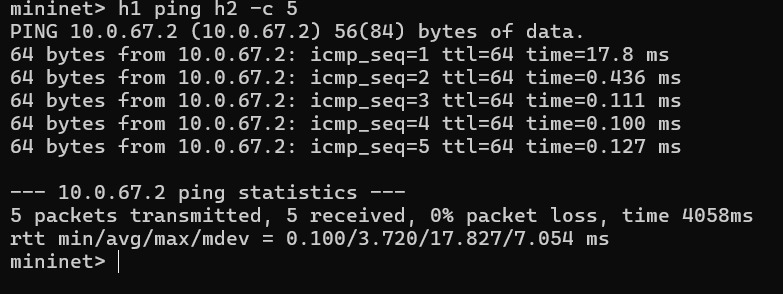 mininet> h1 ping h2 -c 5
PING 10.0.67.2 (10.0.67.2) 56(84) bytes of data.
64 bytes from 10.0.67.2: icmp_seq=1 ttl=64 time=17.8 ms
64 bytes from 10.0.67.2: icmp_seq=2 ttl=64 time=0.436 ms
64 bytes from 10.0.67.2: icmp_seq=3 ttl=64 time=0.111 ms
64 bytes from 10.0.67.2: icmp_seq=4 ttl=64 time=0.100 ms
64 bytes from 10.0.67.2: icmp_seq=5 ttl=64 time=0.127 ms

--- 10.0.67.2 ping statistics ---
5 packets transmitted, 5 received, 0% packet loss, time 4058ms
rtt min/avg/max/mdev = 0.100/3.720/17.827/7.054 ms
mininet>